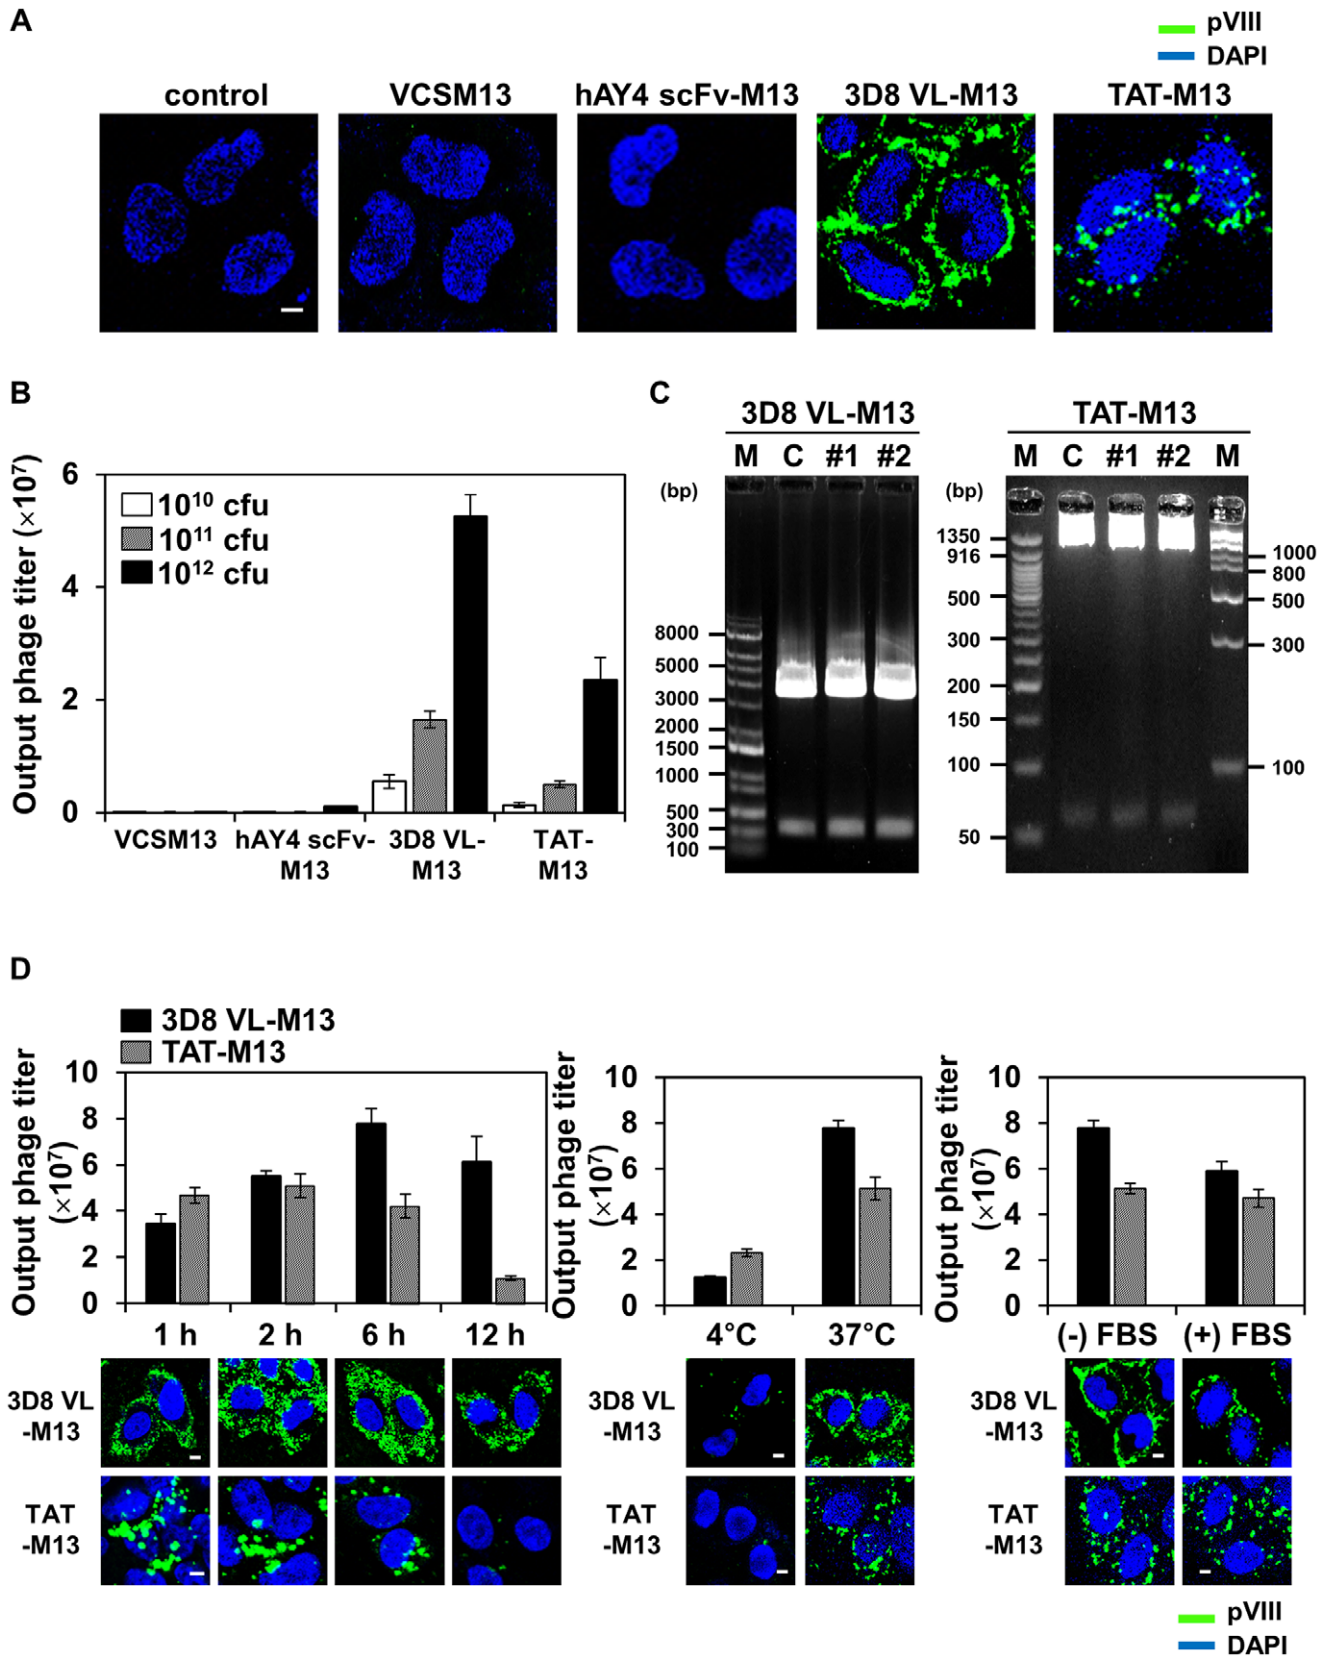 A
pVIII
DAPI
control VCSM13 hAY4 scFv-M13 3D8 VL-M13 TAT-M13
B
Output phage titer (×10⁷)
6
4
2
0
10¹⁰ cfu
10¹¹ cfu
10¹² cfu
VCSM13 hAY4 scFv-M13 3D8 VL-M13 TAT-M13
C
3D8 VL-M13
M C #1 #2
(bp)
8000
5000
3000
2000
1500
1000
500
300
100
TAT-M13
M C #1 #2 M
(bp)
1350
916
500
300
200
150
100
50
1000
800
500
300
100
D
3D8 VL-M13
TAT-M13
Output phage titer
(×10⁷)
10
8
6
4
2
0
1 h 2 h 6 h 12 h
3D8 VL
-M13
TAT
-M13
Output phage titer
(×10⁷)
10
8
6
4
2
0
4°C 37°C
3D8 VL
-M13
TAT
-M13
Output phage titer
(×10⁷)
10
8
6
4
2
0
(-) FBS (+) FBS
3D8 VL
-M13
TAT
-M13
pVIII
DAPI